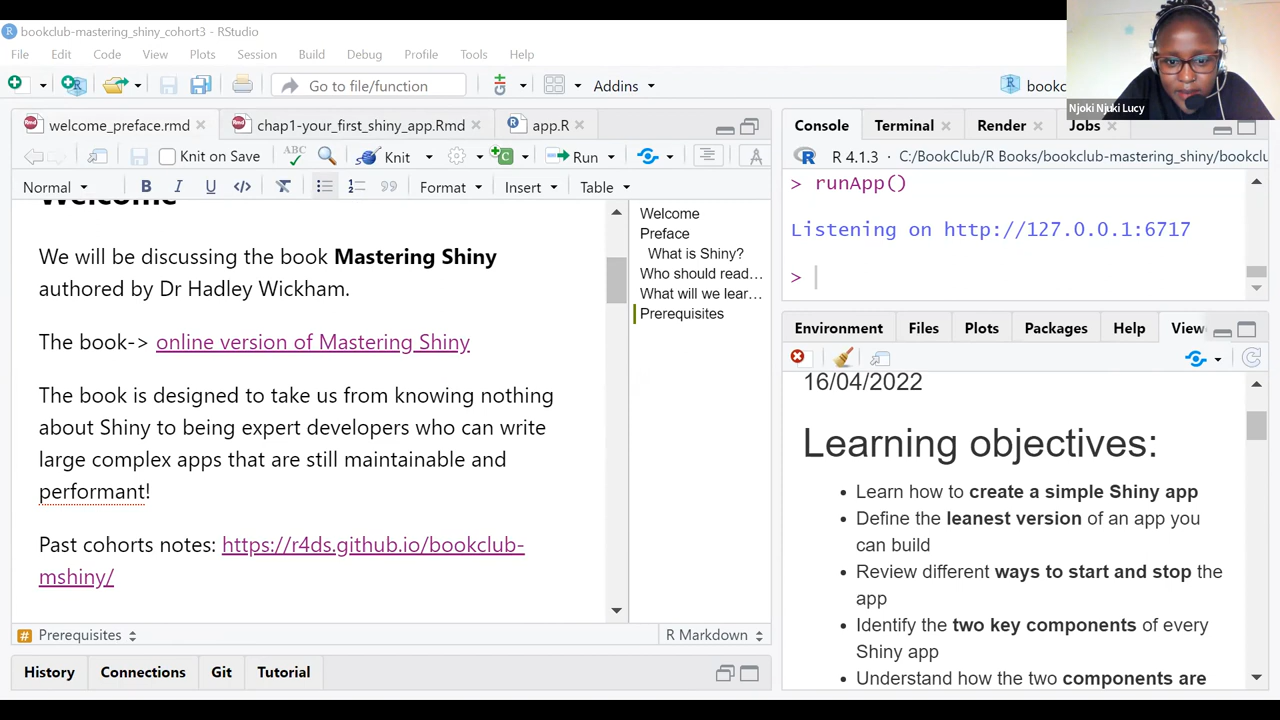 bookclub-mastering_shiny_cohort3 - RStudio
File Edit Code View Plots Session Build Debug Profile Tools Help
Go to file/function Addins
Njoki Njuki Lucy
welcome_preface.rmd chap1-your_first_shiny_app.Rmd app.R
Knit on Save ABC Knit Run
Normal B I U Format Insert Table
Welcome
We will be discussing the book Mastering Shiny
authored by Dr Hadley Wickham.
The book-> online version of Mastering Shiny
The book is designed to take us from knowing nothing
about Shiny to being expert developers who can write
large complex apps that are still maintainable and
performant!
Past cohorts notes: https://r4ds.github.io/bookclub-
mshiny/
Welcome
Preface
What is Shiny?
Who should read...
What will we lear...
Prerequisites
Prerequisites R Markdown
History Connections Git Tutorial
Console Terminal Render Jobs
R 4.1.3 C:/BookClub/R Books/bookclub-mastering_shiny/bookclu
> runApp()
Listening on http://127.0.0.1:6717
>
Environment Files Plots Packages Help
16/04/2022
Learning objectives:
• Learn how to create a simple Shiny app
• Define the leanest version of an app you
can build
• Review different ways to start and stop the
app
• Identify the two key components of every
Shiny app
• Understand how the two components are